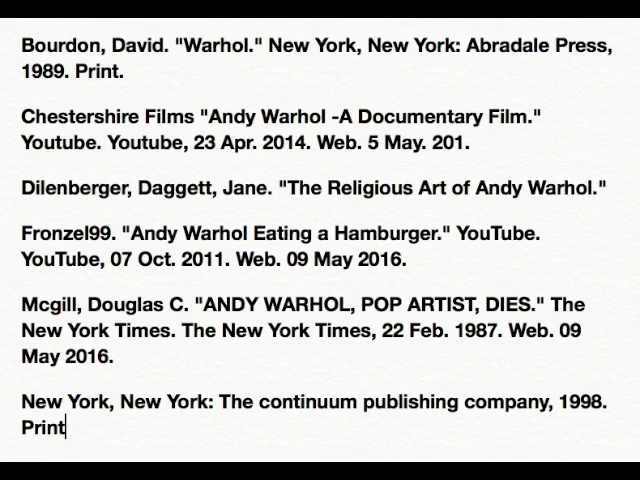 Bourdon, David. "Warhol." New York, New York: Abradale Press,
1989. Print.
Chestershire Films "Andy Warhol -A Documentary Film."
Youtube. Youtube, 23 Apr. 2014. Web. 5 May. 201.
Dilenberger, Daggett, Jane. "The Religious Art of Andy Warhol."
Fronzel99. "Andy Warhol Eating a Hamburger." YouTube.
YouTube, 07 Oct. 2011. Web. 09 May 2016.
Mcgill, Douglas C. "ANDY WARHOL, POP ARTIST, DIES." The
New York Times. The New York Times, 22 Feb. 1987. Web. 09
May 2016.
New York, New York: The continuum publishing company, 1998.
Print